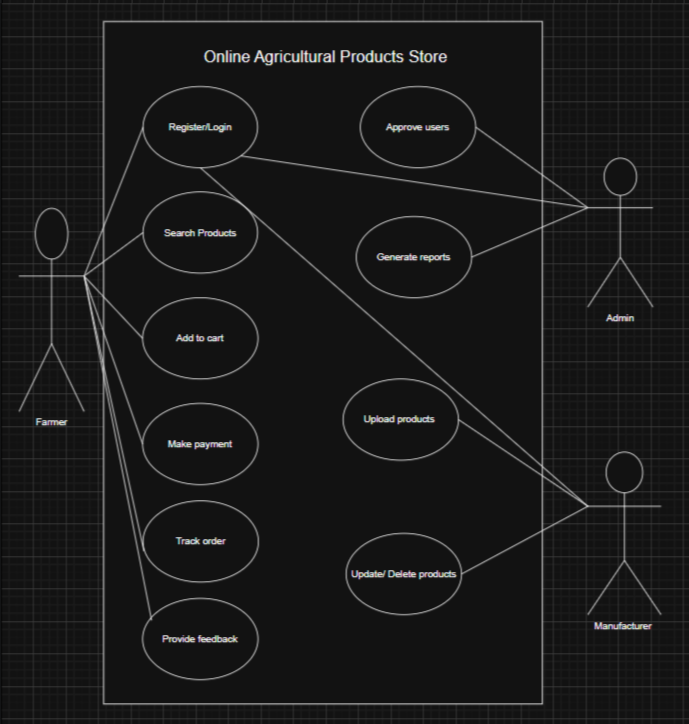 Online Agricultural Products Store
Register/Login
Approve users
Search Products
Generate reports
Admin
Add to cart
Farmer
Upload products
Make payment
Track order
Update/ Delete products
Manufacturer
Provide feedback